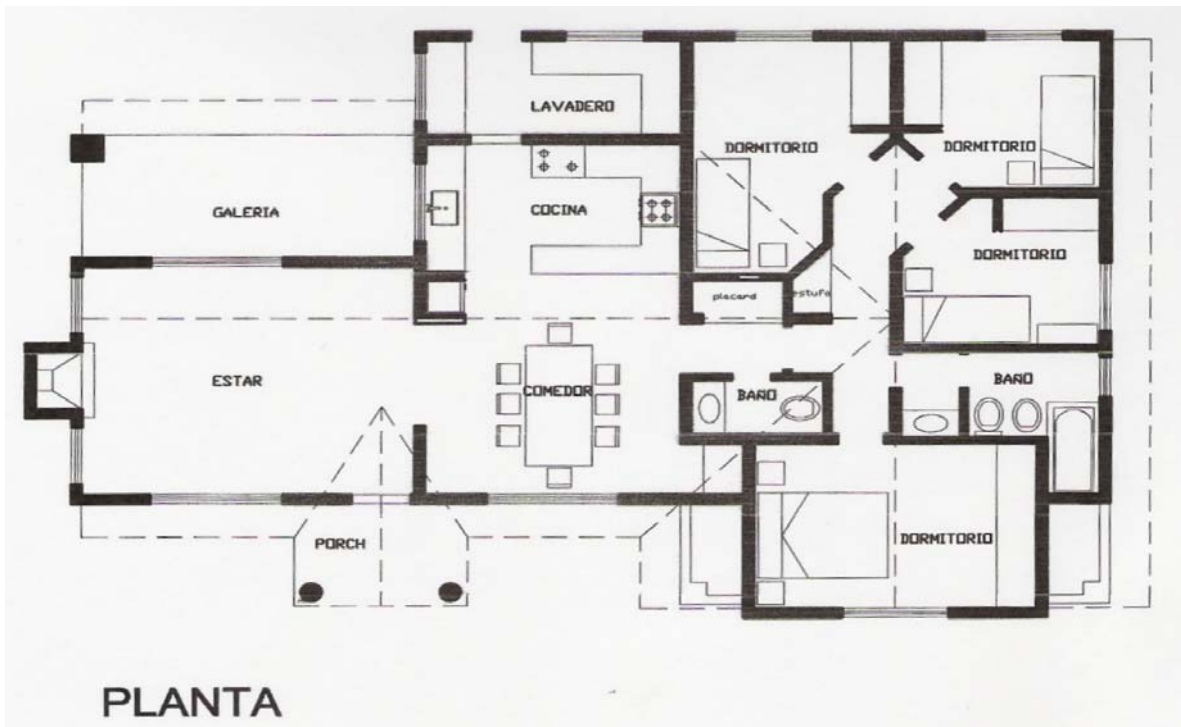 LAVADERO
DORMITORIO
DORMITORIO
GALERIA
COCINA
DORMITORIO
placard
estufa
ESTAR
COMEDOR
BAÑO
BAÑO
PORCH
DORMITORIO
PLANTA